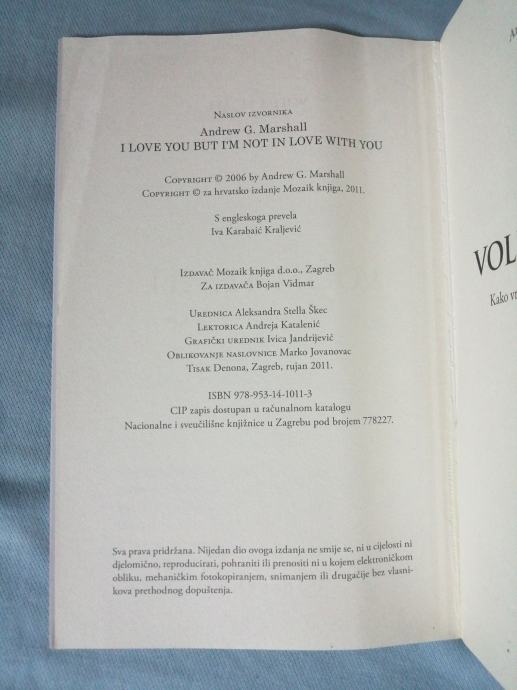 Naslov izvornika
Andrew G. Marshall
I LOVE YOU BUT I'M NOT IN LOVE WITH YOU
Copyright © 2006 by Andrew G. Marshall
Copyright © za hrvatsko izdanje Mozaik knjiga, 2011.
S engleskoga prevela
Iva Karabaić Kraljević
Izdavač Mozaik knjiga d.o.o., Zagreb
Za izdavača Bojan Vidmar
Urednica Aleksandra Stella Škec
Lektorica Andreja Katalenić
Grafički urednik Ivica Jandrijević
Oblikovanje naslovnice Marko Jovanovac
Tisak Denona, Zagreb, rujan 2011.
ISBN 978-953-14-1011-3
CIP zapis dostupan u računalnom katalogu
Nacionalne i sveučilišne knjižnice u Zagrebu pod brojem 778227.
Sva prava pridržana. Nijedan dio ovoga izdanja ne smije se, ni u cijelosti ni
djelomično, reproducirati, pohraniti ili prenositi ni u kojem elektroničkom
obliku, mehaničkim fotokopiranjem, snimanjem ili drugačije bez vlasni-
kova prethodnog dopuštenja.
VOL
Kako